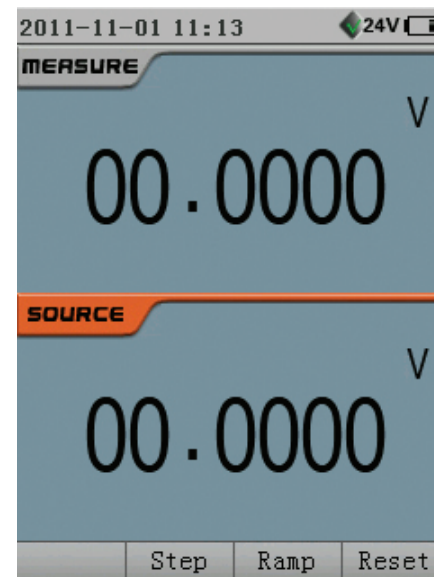 2011-11-01 11:13 24V
MEASURE
V
00.0000
SOURCE
V
00.0000
Step Ramp Reset